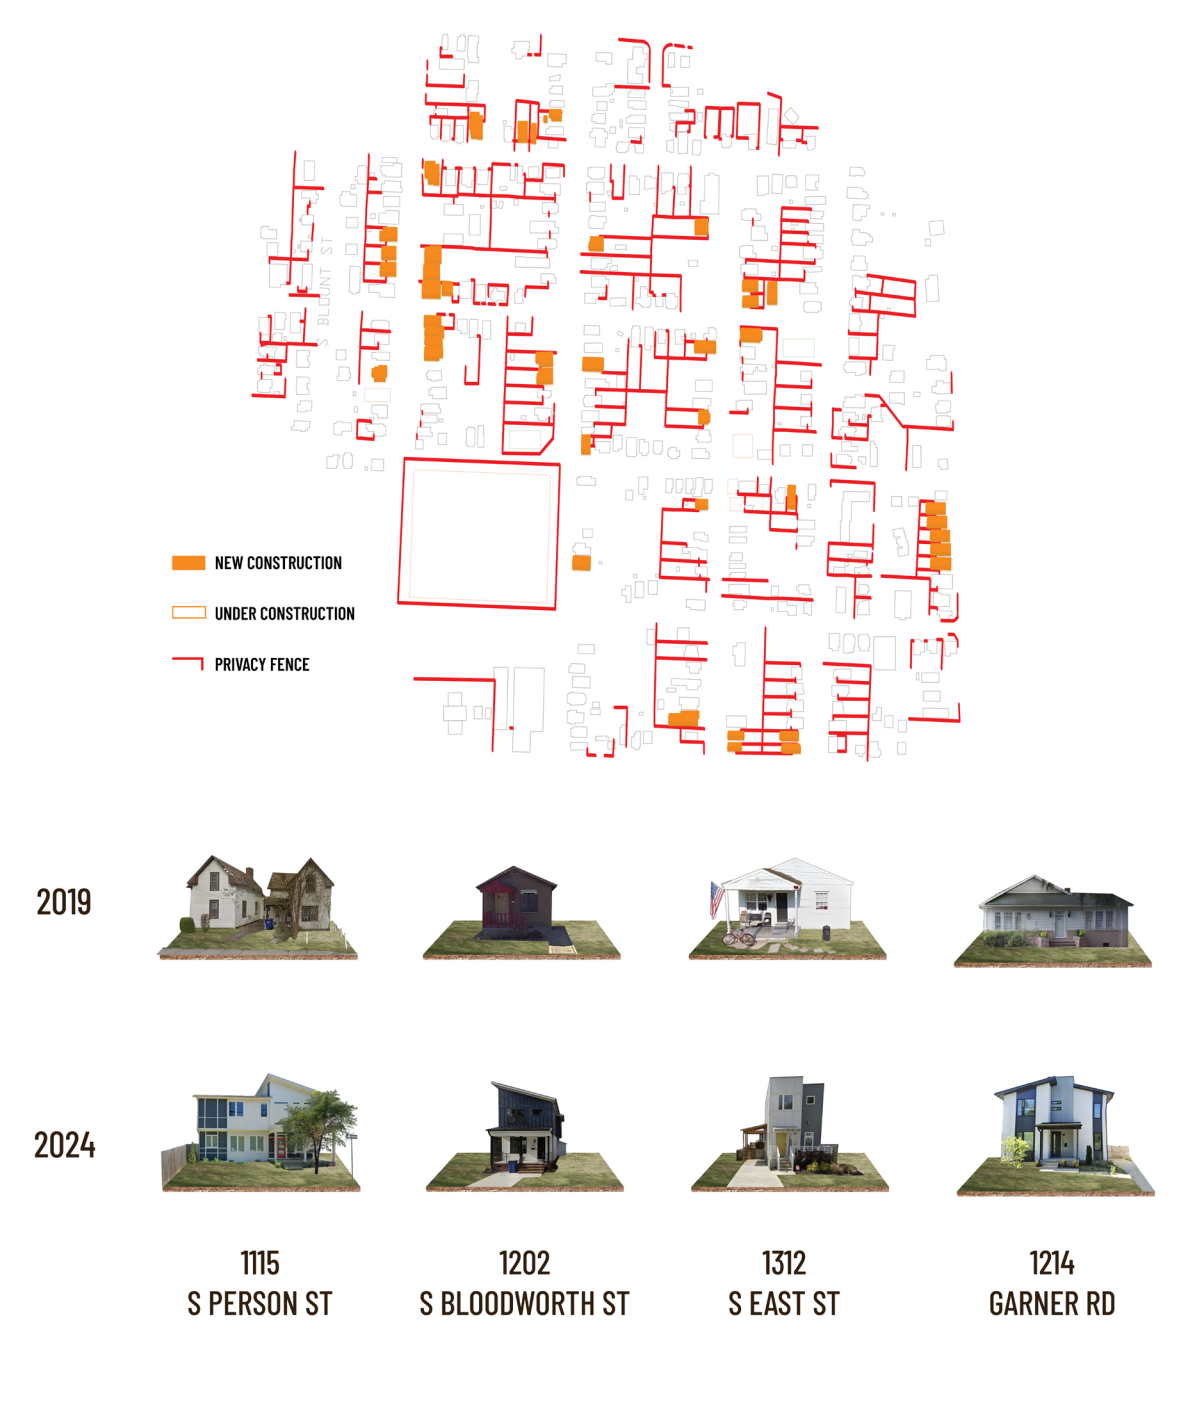 S BLOUNT ST
NEW CONSTRUCTION
UNDER CONSTRUCTION
PRIVACY FENCE
2019
2024
1115
S PERSON ST
1202
S BLOODWORTH ST
1312
S EAST ST
1214
GARNER RD